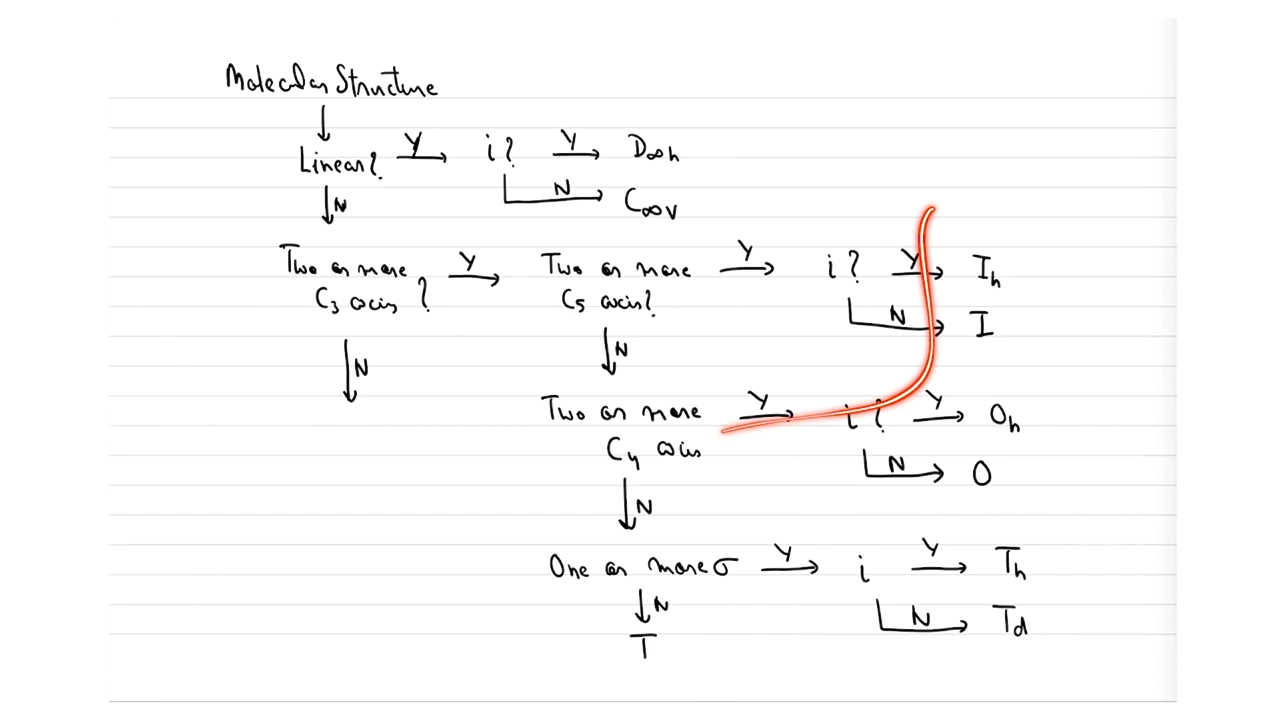 Molecular Structure
Linear? Y i? Y D∞h
N N C∞v
Two or more Y Two or more Y i? Y Ih
C3 axis ? C5 axis? N I
N N
Two or more Y i? Y Oh
C4 axis N O
N
One or more σ Y i Y Th
N N Td
T